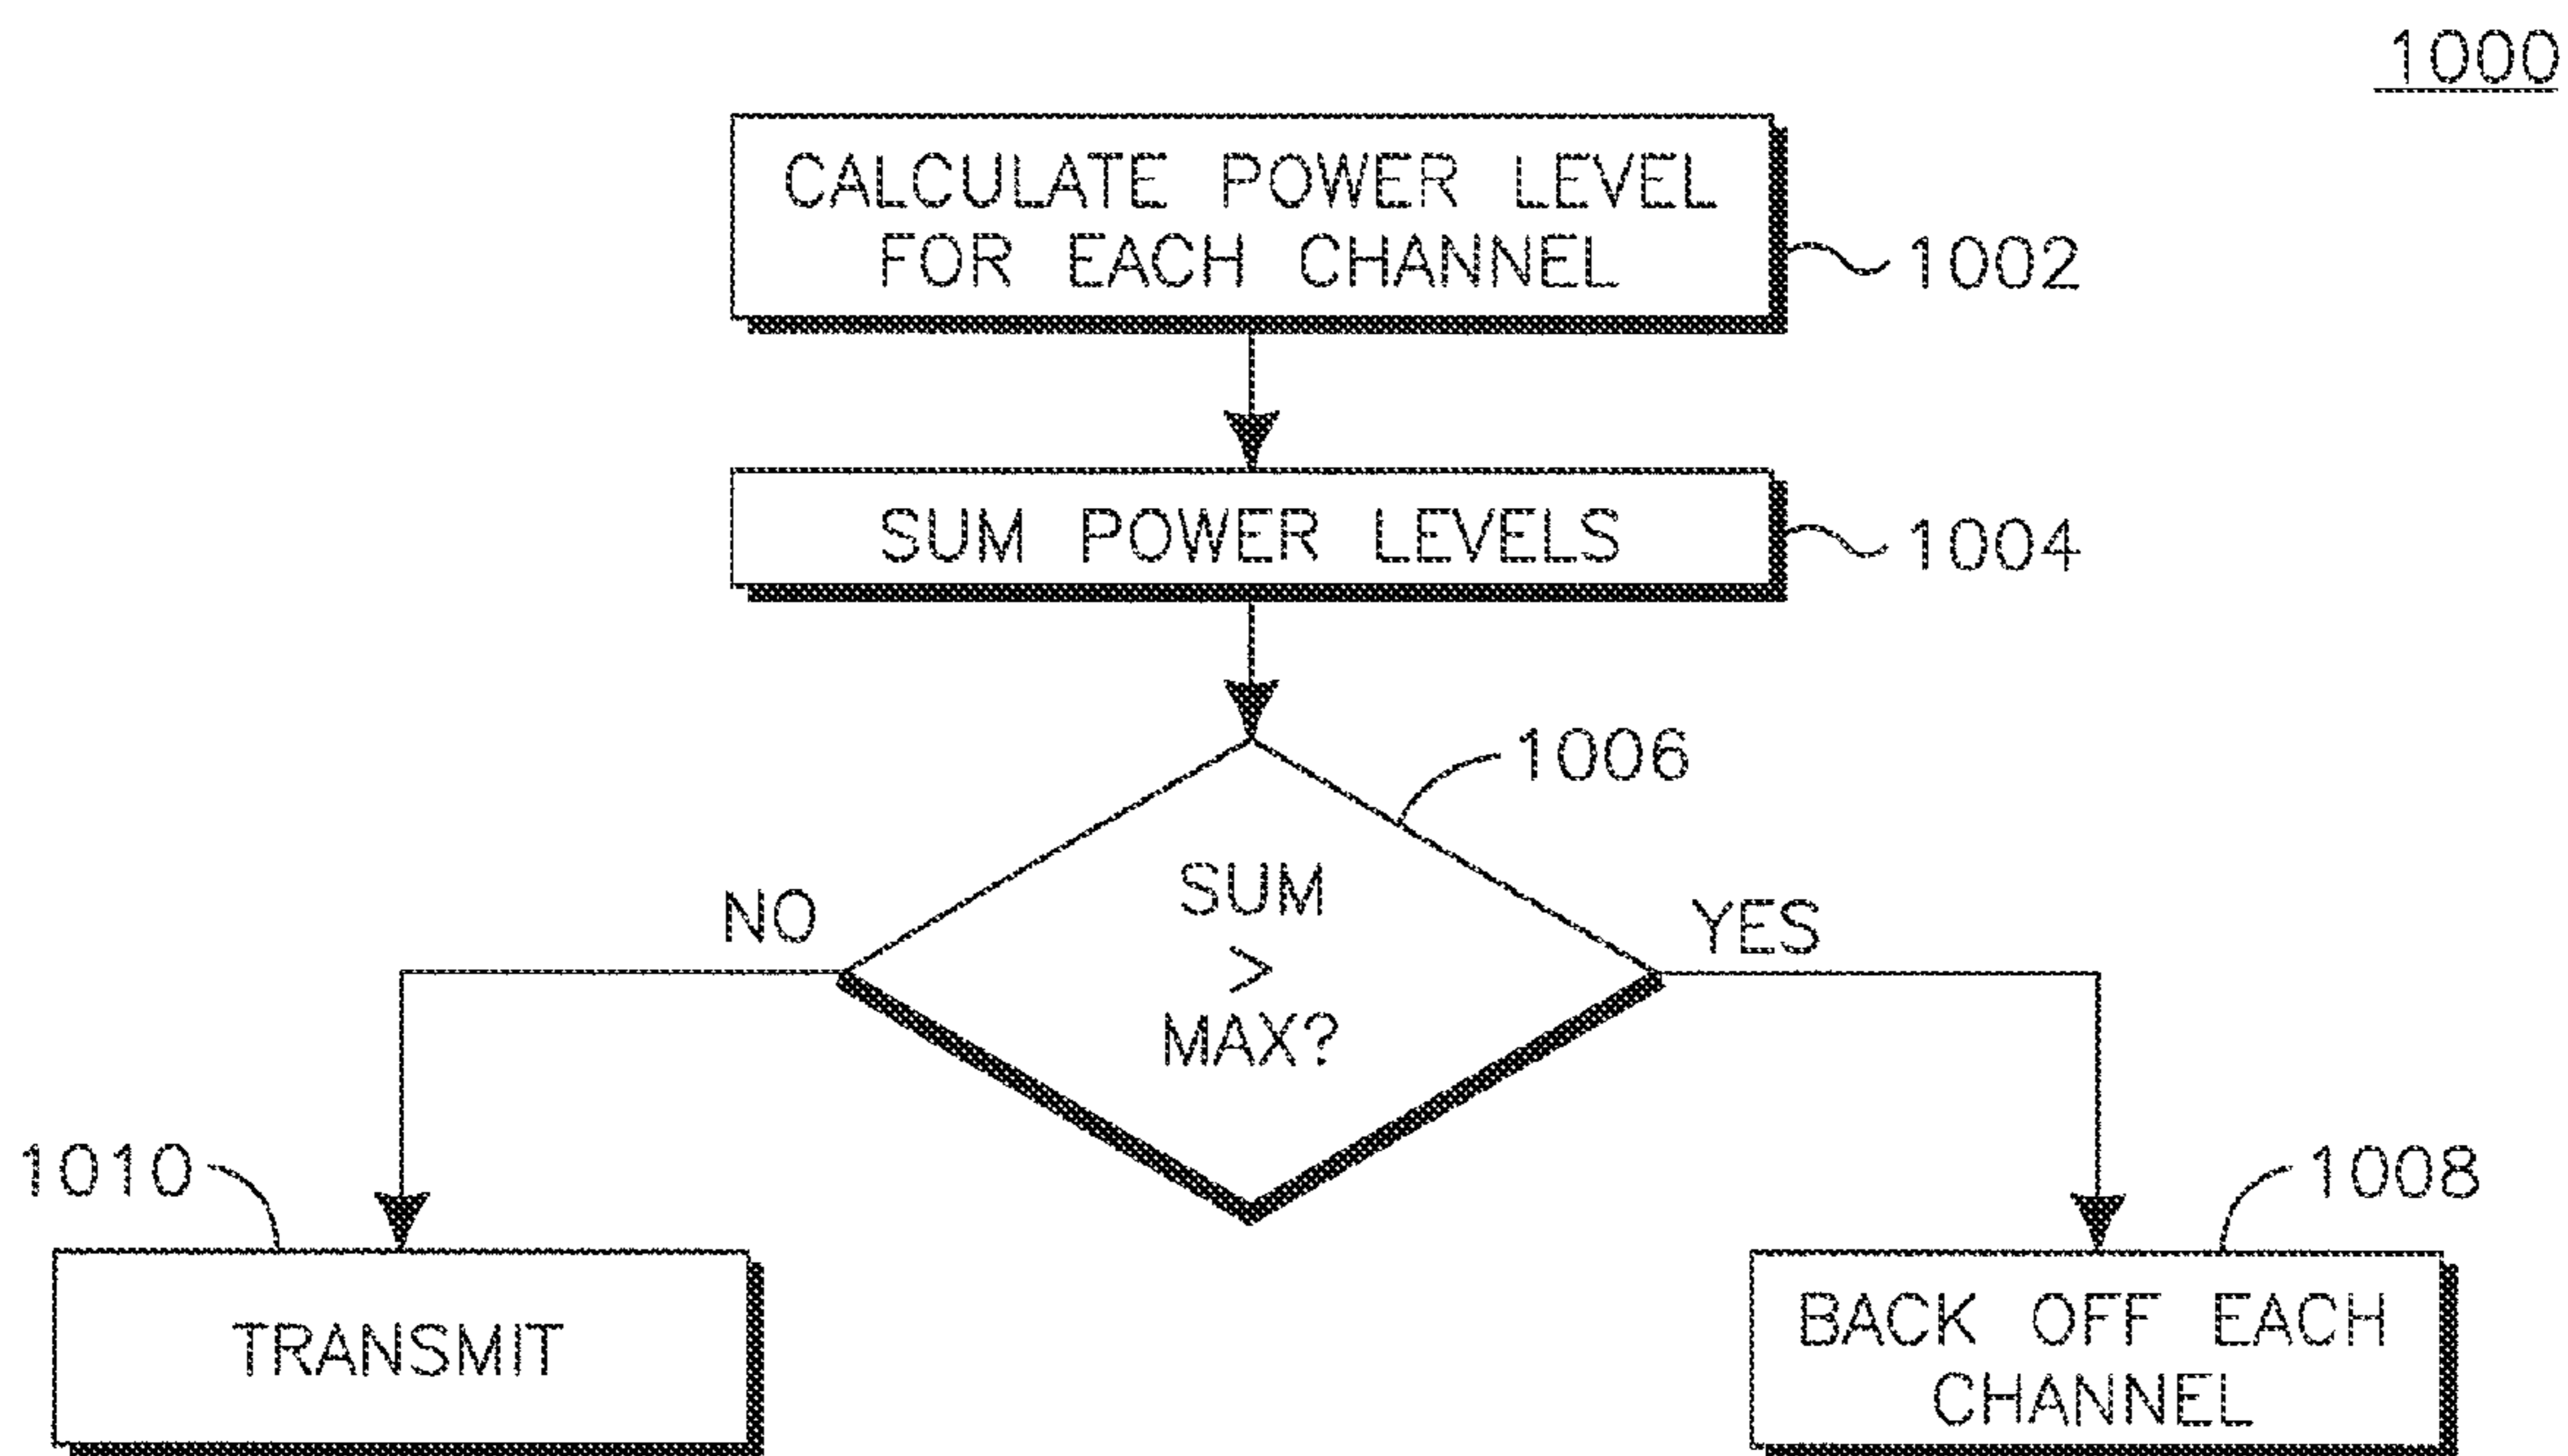 1000
CALCULATE POWER LEVEL
FOR EACH CHANNEL
1002
SUM POWER LEVELS
1004
1006
SUM
>
MAX?
NO
YES
1010
1008
TRANSMIT
BACK OFF EACH
CHANNEL